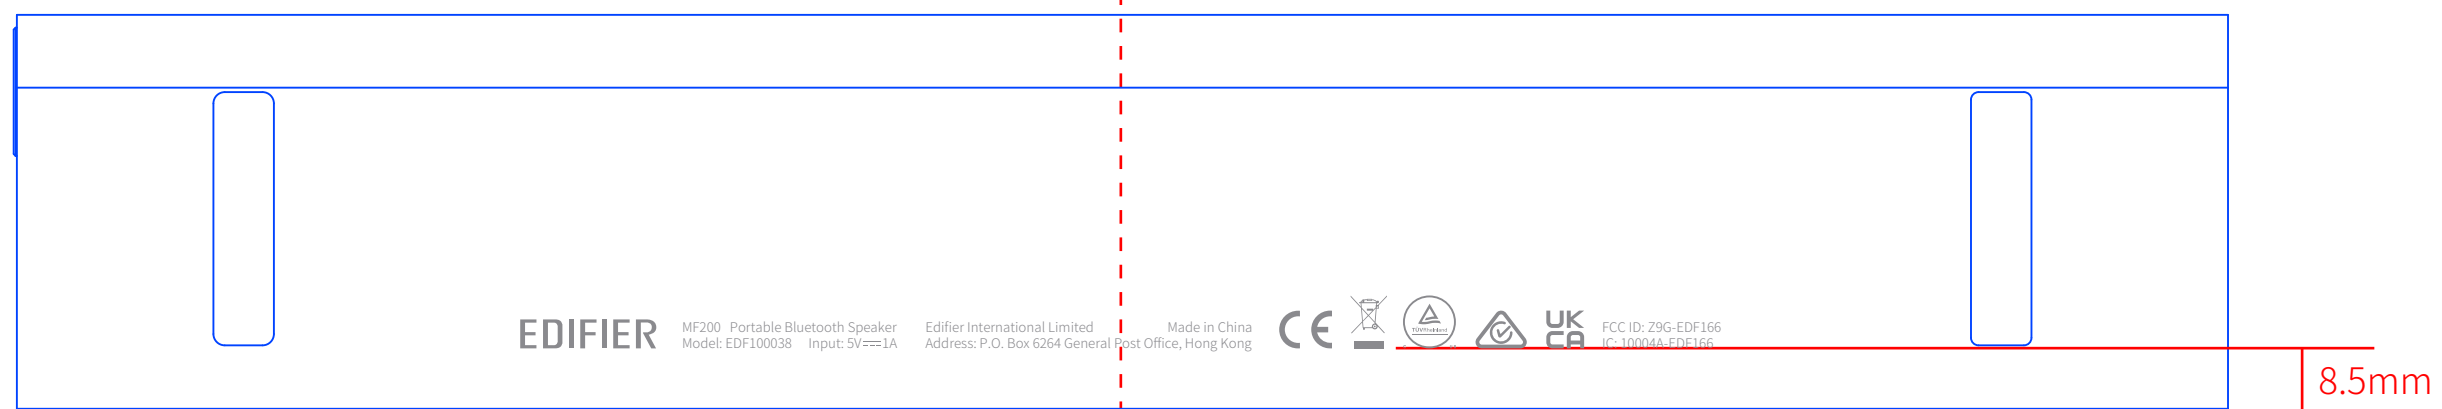 EDIFIER
MF200 Portable Bluetooth Speaker
Model: EDF100038 Input: 5V⎓1A
Edifier International Limited Made in China
Address: P.O. Box 6264 General Post Office, Hong Kong
CE
TÜVRheinland
UK
CA
FCC ID: Z9G-EDF166
IC: 10004A-EDF166
8.5mm